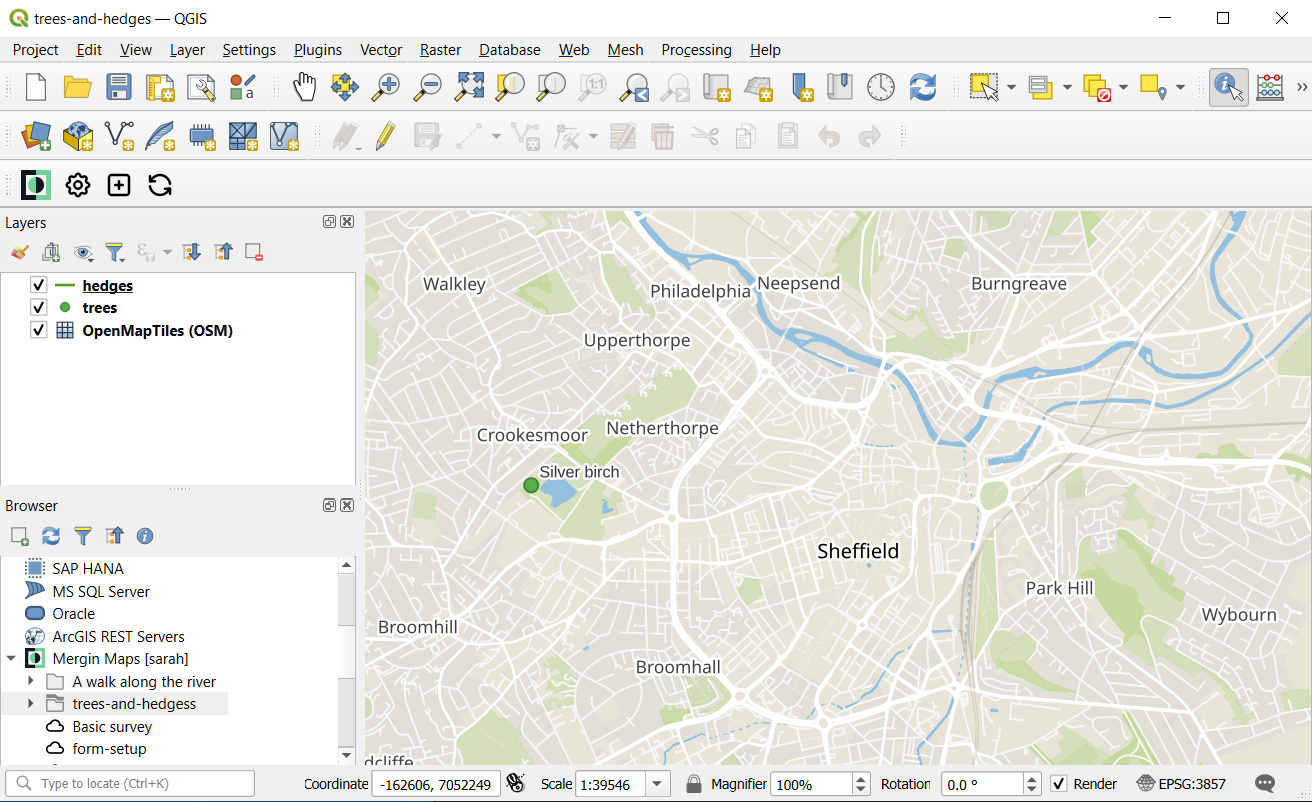 trees-and-hedges — QGIS
Project Edit View Layer Settings Plugins Vector Raster Database Web Mesh Processing Help
a
1:1
Layers
hedges
trees
OpenMapTiles (OSM)
Browser
SAP HANA
MS SQL Server
Oracle
ArcGIS REST Servers
Mergin Maps [sarah]
A walk along the river
trees-and-hedgess
Basic survey
form-setup
Walkley
Philadelphia
Neepsend
Burngreave
Upperthorpe
Crookesmoor
Netherthorpe
Silver birch
Sheffield
Park Hill
Wybourn
Broomhill
Broomhall
dcliffe
Type to locate (Ctrl+K) Coordinate -162606, 7052249 Scale 1:39546 Magnifier 100% Rotation 0.0 ° Render EPSG:3857